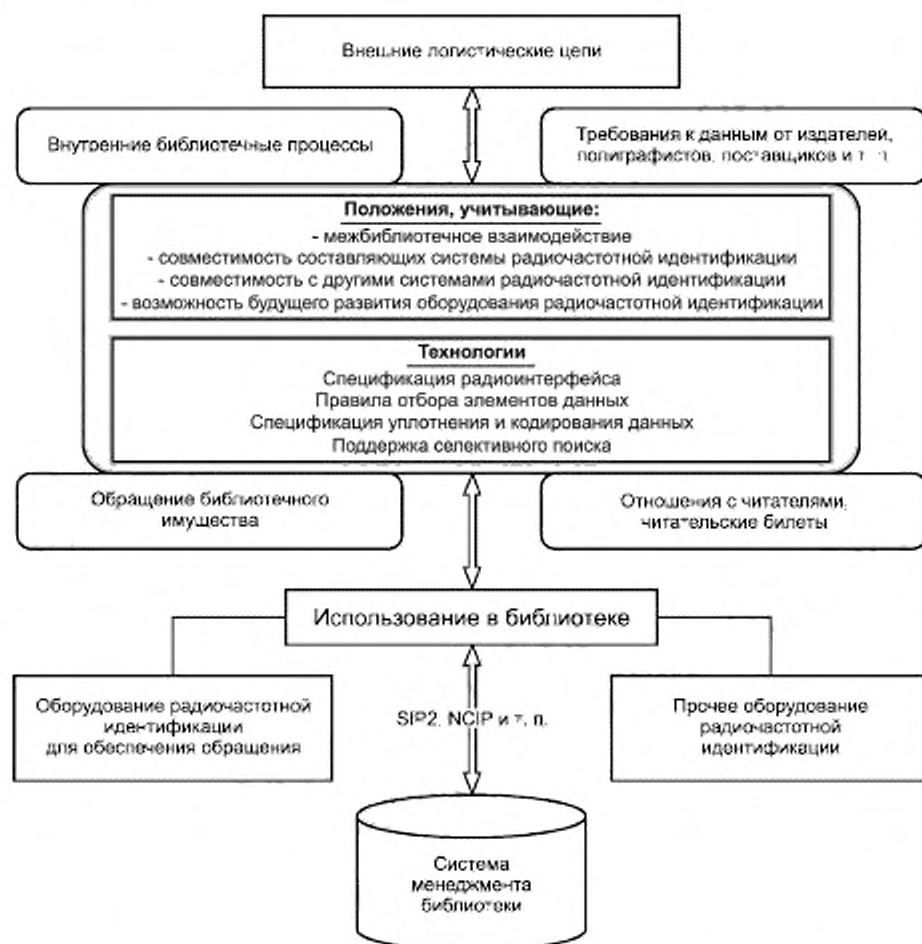 Внешние логистические цепи
Внутренние библиотечные процессы
Требования к данным от издателей,
полиграфистов, поставщиков и т. п.
Положения, учитывающие:
- межбиблиотечное взаимодействие
- совместимость составляющих системы радиочастотной идентификации
- совместимость с другими системами радиочастотной идентификации
- возможность будущего развития оборудования радиочастотной идентификации
Технологии
Спецификация радиоинтерфейса
Правила отбора элементов данных
Спецификация уплотнения и кодирования данных
Поддержка селективного поиска
Обращение библиотечного
имущества
Отношения с читателями,
читательские билеты
Использование в библиотеке
Оборудование радиочастотной
идентификации
для обеспечения обращения
SIP2, NCIP и т. п.
Прочее оборудование
радиочастотной
идентификации
Система
менеджмента
библиотеки